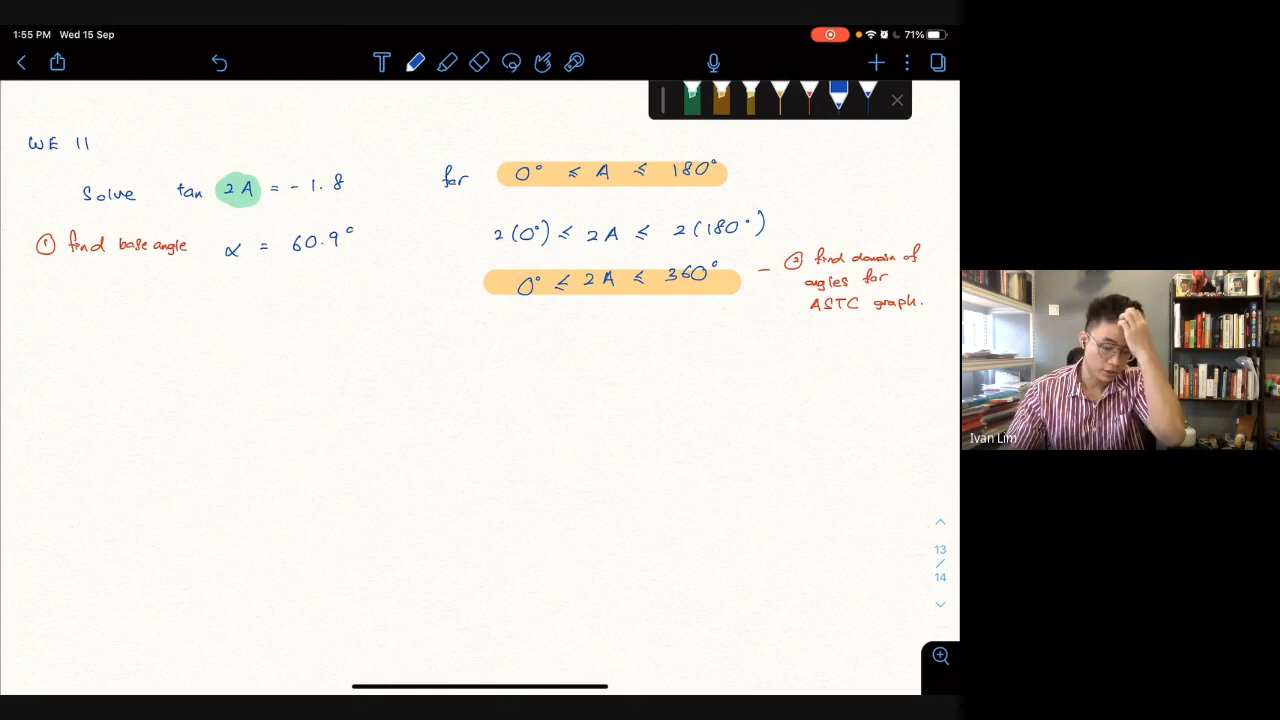 1:55 PM Wed 15 Sep
71%
WE 11
Solve tan 2A = - 1.8 for 0° ≤ A ≤ 180°
① find base angle α = 60.9°
2(0°) ≤ 2A ≤ 2(180°)
0° ≤ 2A ≤ 360° — ② find domain of
angles for
ASTC graph.
Ivan Lim
13
/
14